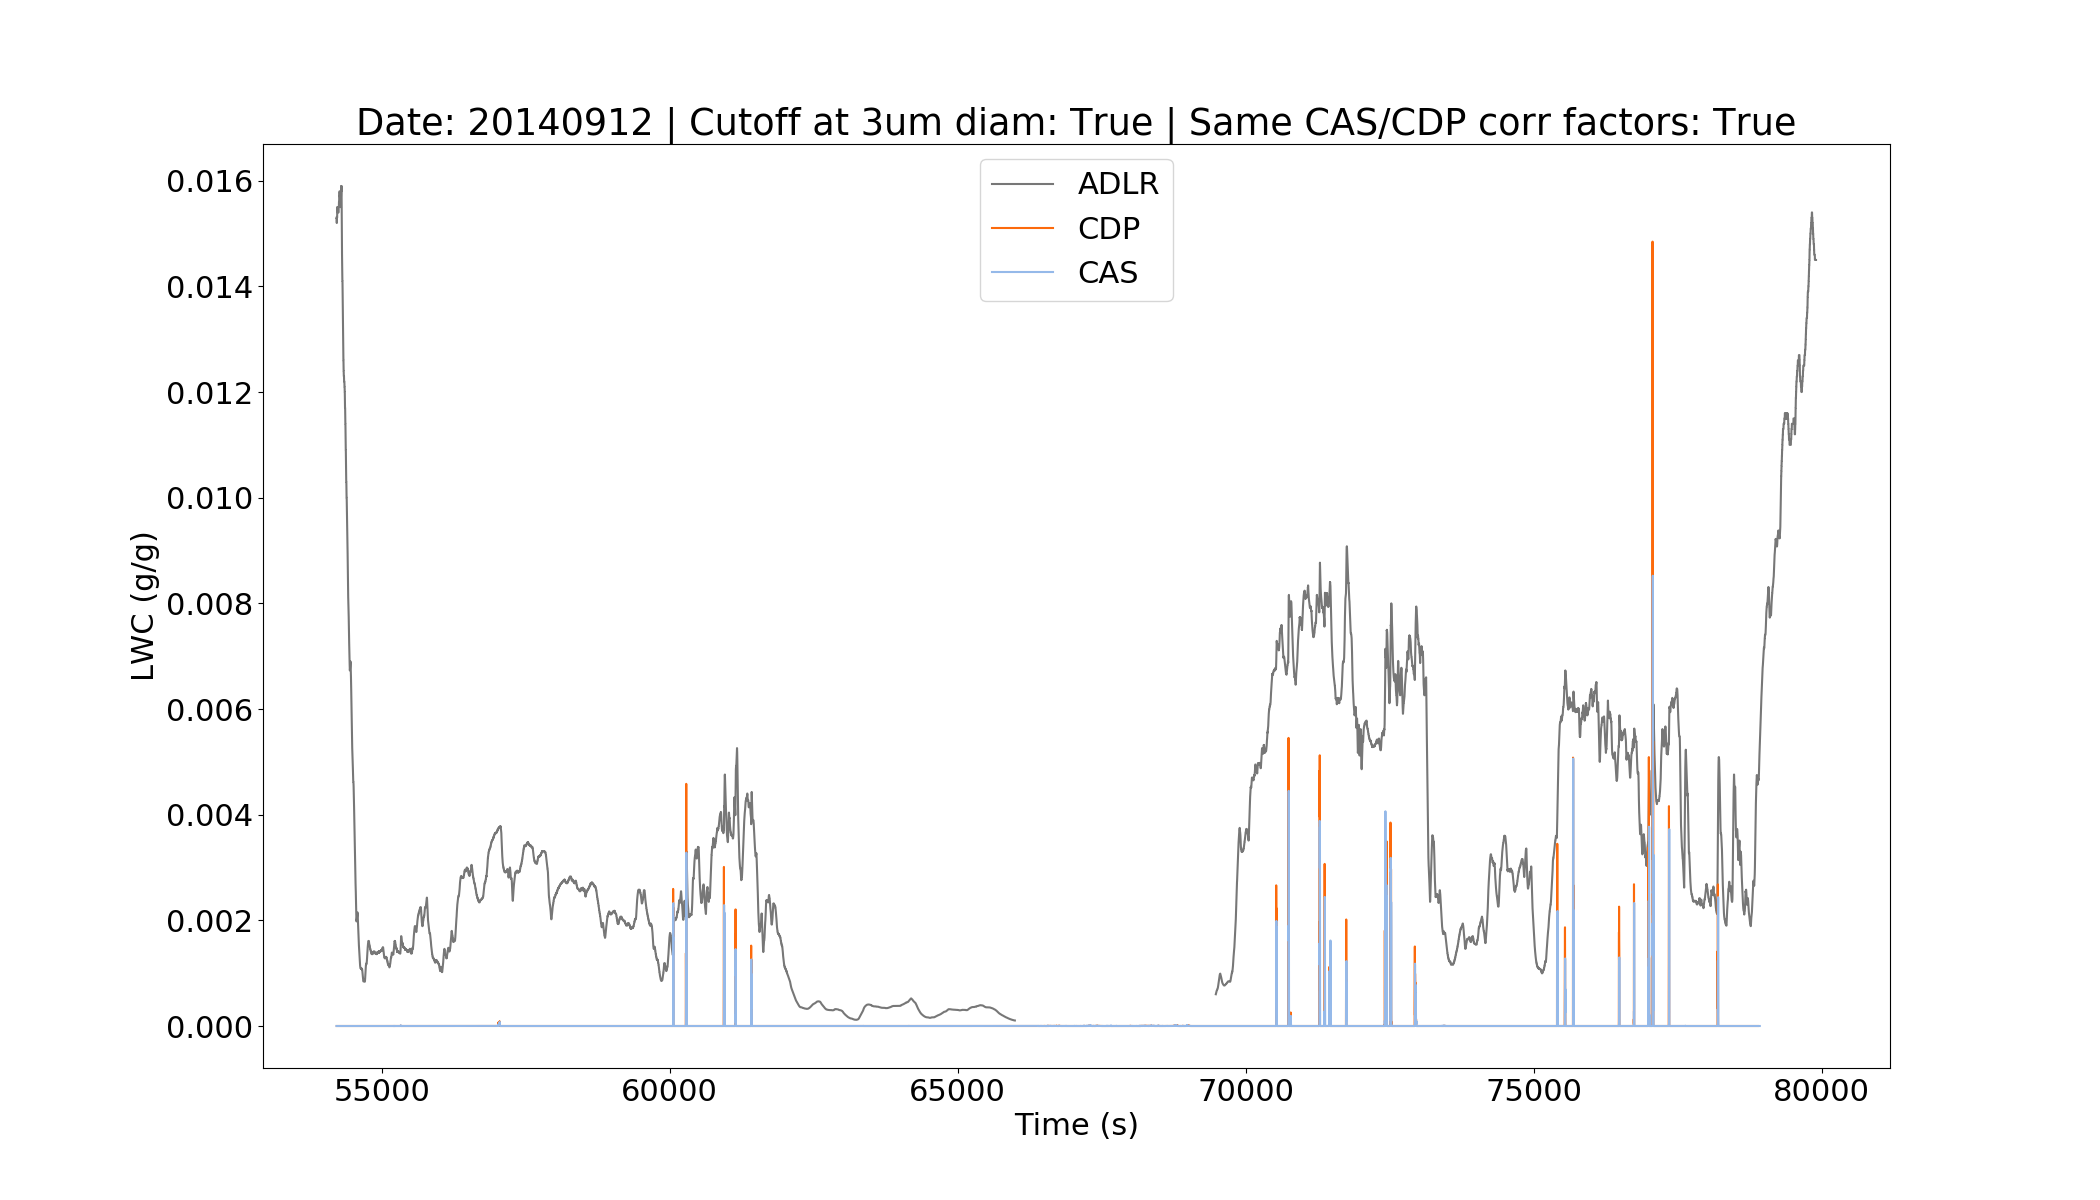 Date: 20140912 | Cutoff at 3um diam: True | Same CAS/CDP corr factors: True
ADLR
CDP
CAS
LWC (g/g)
0.016
0.014
0.012
0.010
0.008
0.006
0.004
0.002
0.000
55000 60000 65000 70000 75000 80000
Time (s)